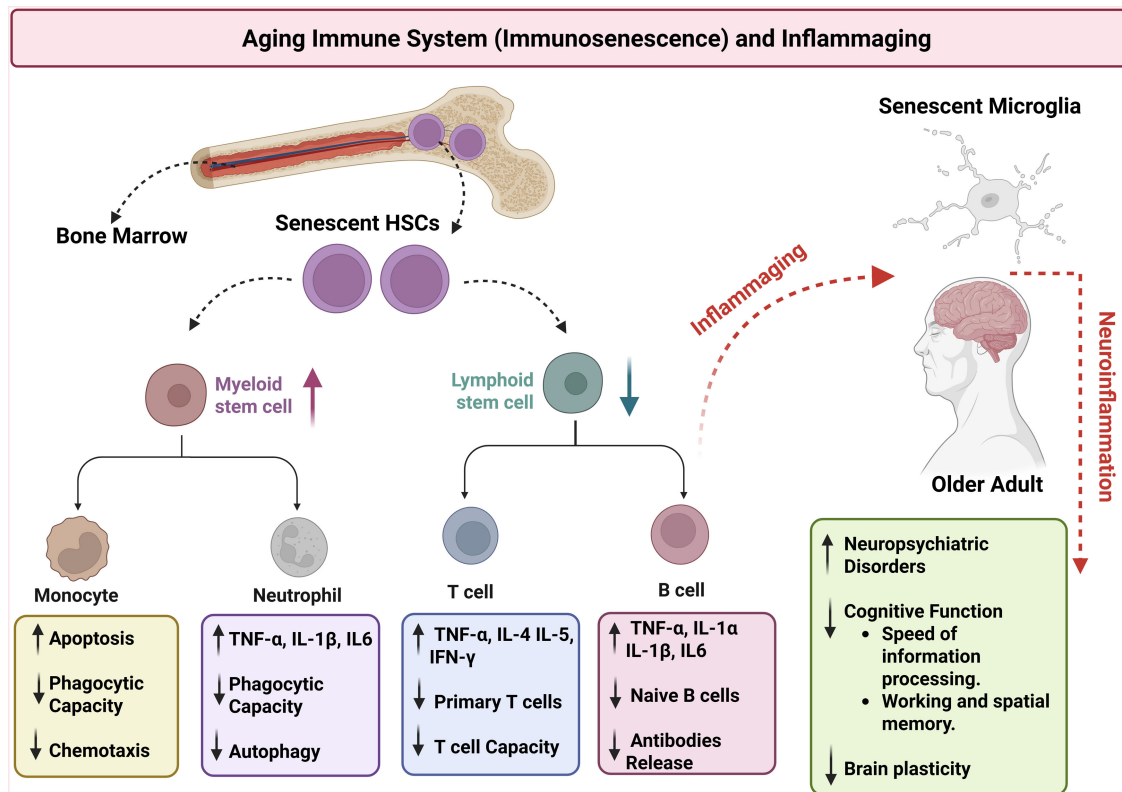 Aging Immune System (Immunosenescence) and Inflammaging
Senescent Microglia
Bone Marrow
Senescent HSCs
Inflammaging
Neuroinflammation
Myeloid
stem cell
Lymphoid
stem cell
Older Adult
Monocyte
Neutrophil
T cell
B cell
Apoptosis
Phagocytic
Capacity
Chemotaxis
TNF-α, IL-1β, IL6
Phagocytic
Capacity
Autophagy
TNF-α, IL-4 IL-5,
IFN-γ
Primary T cells
T cell Capacity
TNF-α, IL-1α
IL-1β, IL6
Naive B cells
Antibodies
Release
Neuropsychiatric
Disorders
Cognitive Function
• Speed of
information
processing.
• Working and spatial
memory.
Brain plasticity